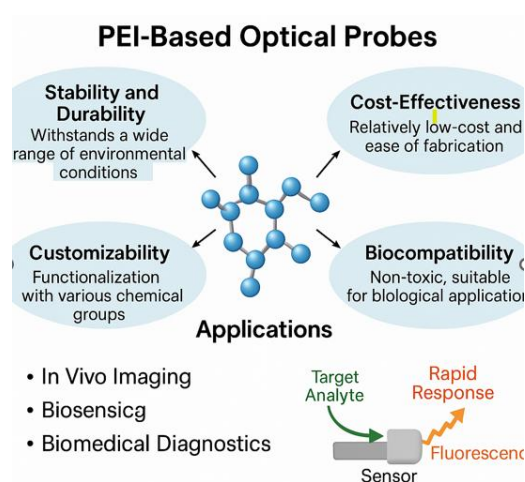 PEI-Based Optical Probes
Stability and
Durability
Withstands a wide
range of environmental
conditions
Cost-Effectiveness
Relatively low-cost and
ease of fabrication
Customizability
Functionalization
with various chemical
groups
Biocompatibility
Non-toxic, suitable
for blological application
Applications
• In Vivo Imaging
• Biosensicg
• Biomedical Diagnostics
Target
Analyte
Rapid
Response
Fluorescenc
Sensor